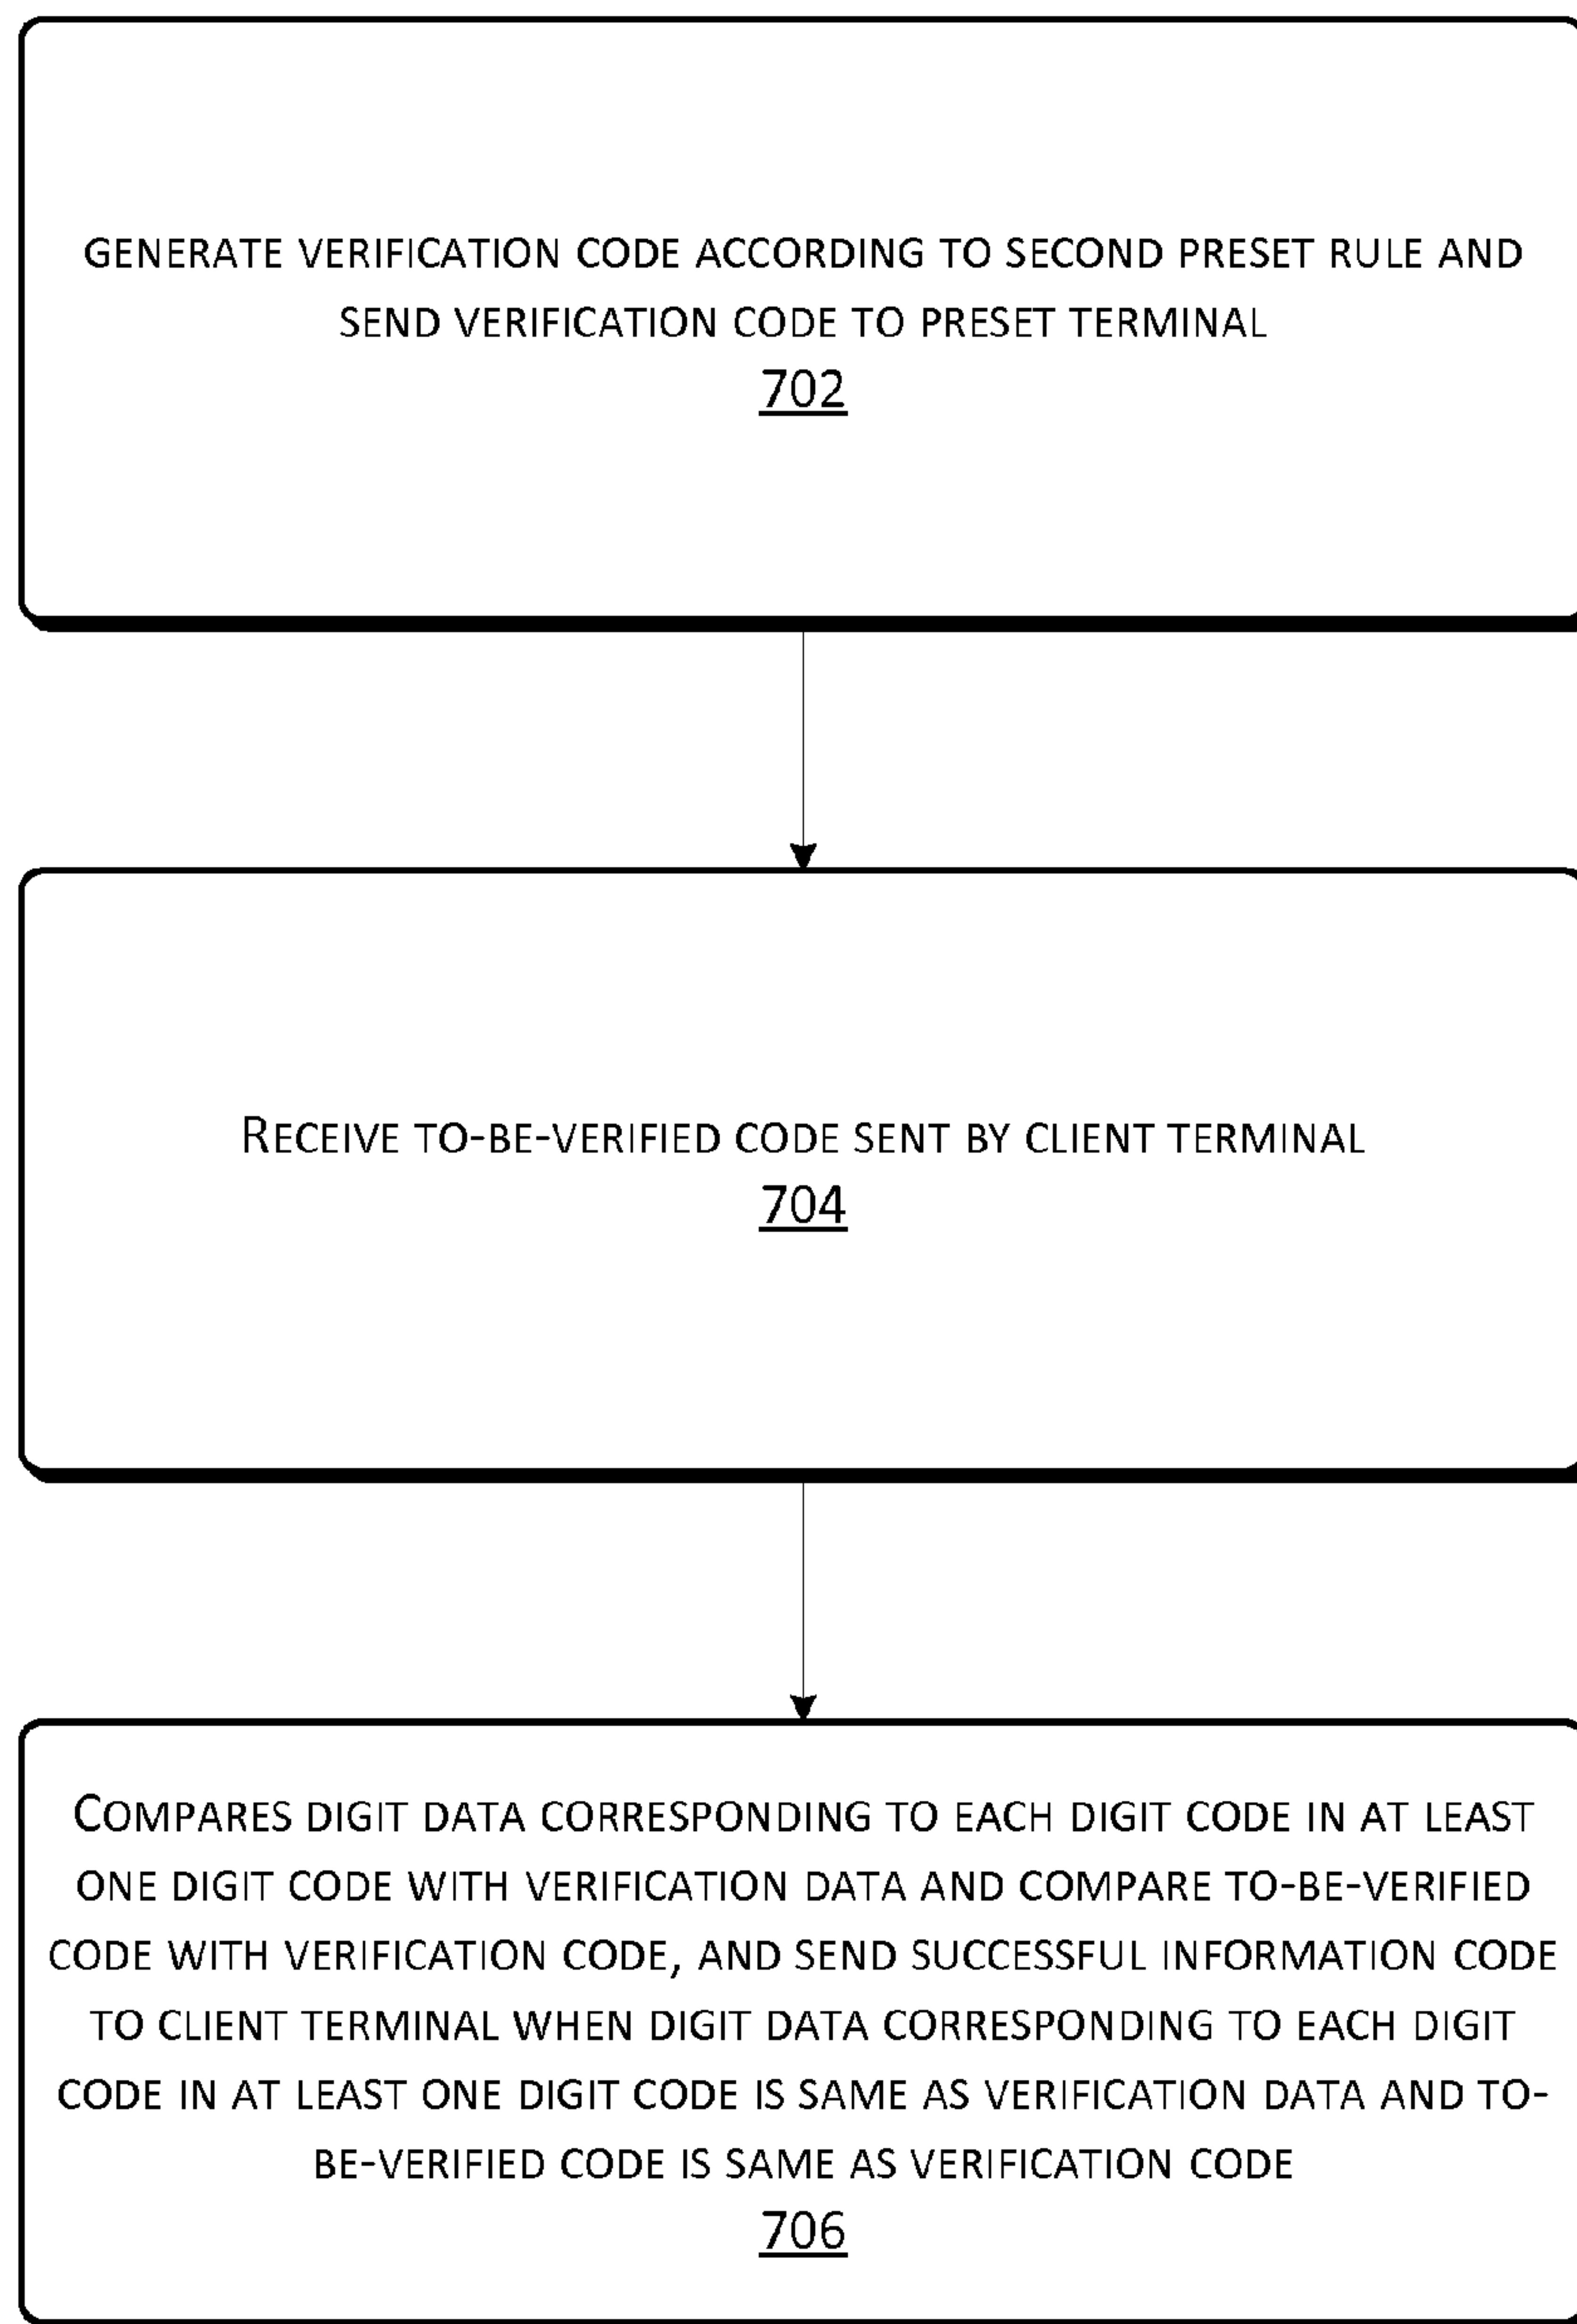 GENERATE VERIFICATION CODE ACCORDING TO SECOND PRESET RULE AND
SEND VERIFICATION CODE TO PRESET TERMINAL
702
RECEIVE TO-BE-VERIFIED CODE SENT BY CLIENT TERMINAL
704
COMPARES DIGIT DATA CORRESPONDING TO EACH DIGIT CODE IN AT LEAST
ONE DIGIT CODE WITH VERIFICATION DATA AND COMPARE TO-BE-VERIFIED
CODE WITH VERIFICATION CODE, AND SEND SUCCESSFUL INFORMATION CODE
TO CLIENT TERMINAL WHEN DIGIT DATA CORRESPONDING TO EACH DIGIT
CODE IN AT LEAST ONE DIGIT CODE IS SAME AS VERIFICATION DATA AND TO-
BE-VERIFIED CODE IS SAME AS VERIFICATION CODE
706